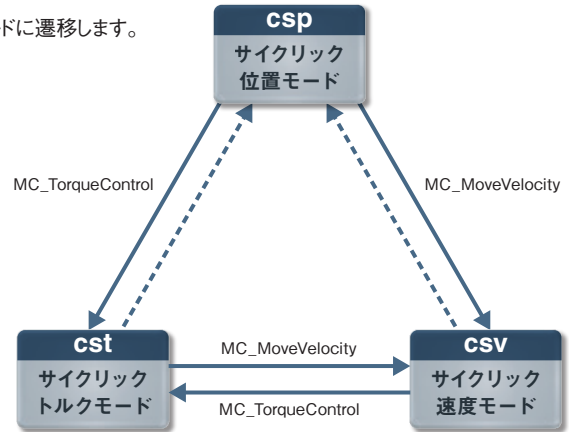 ドに遷移します。
csp
サイクリック
位置モード
MC_TorqueControl
MC_MoveVelocity
cst
サイクリック
トルクモード
MC_MoveVelocity
MC_TorqueControl
csv
サイクリック
速度モード